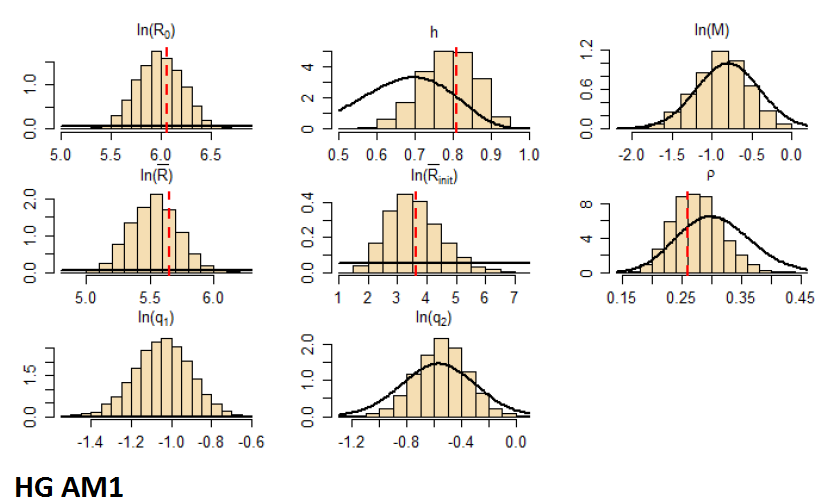 ln(R₀) h ln(M)
0.0 1.0
5.0 5.5 6.0 6.5
0 2 4
0.5 0.6 0.7 0.8 0.9 1.0
0.0 0.6 1.2
-2.0 -1.5 -1.0 -0.5 0.0
ln(R̅) ln(R̅init) ρ
0.0 1.0 2.0
5.0 5.5 6.0
0.0 0.2 0.4
1 2 3 4 5 6 7
0 4 8
0.15 0.25 0.35 0.45
ln(q₁) ln(q₂)
0.0 1.5
-1.4 -1.2 -1.0 -0.8 -0.6
0.0 1.0 2.0
-1.2 -0.8 -0.4 0.0
HG AM1